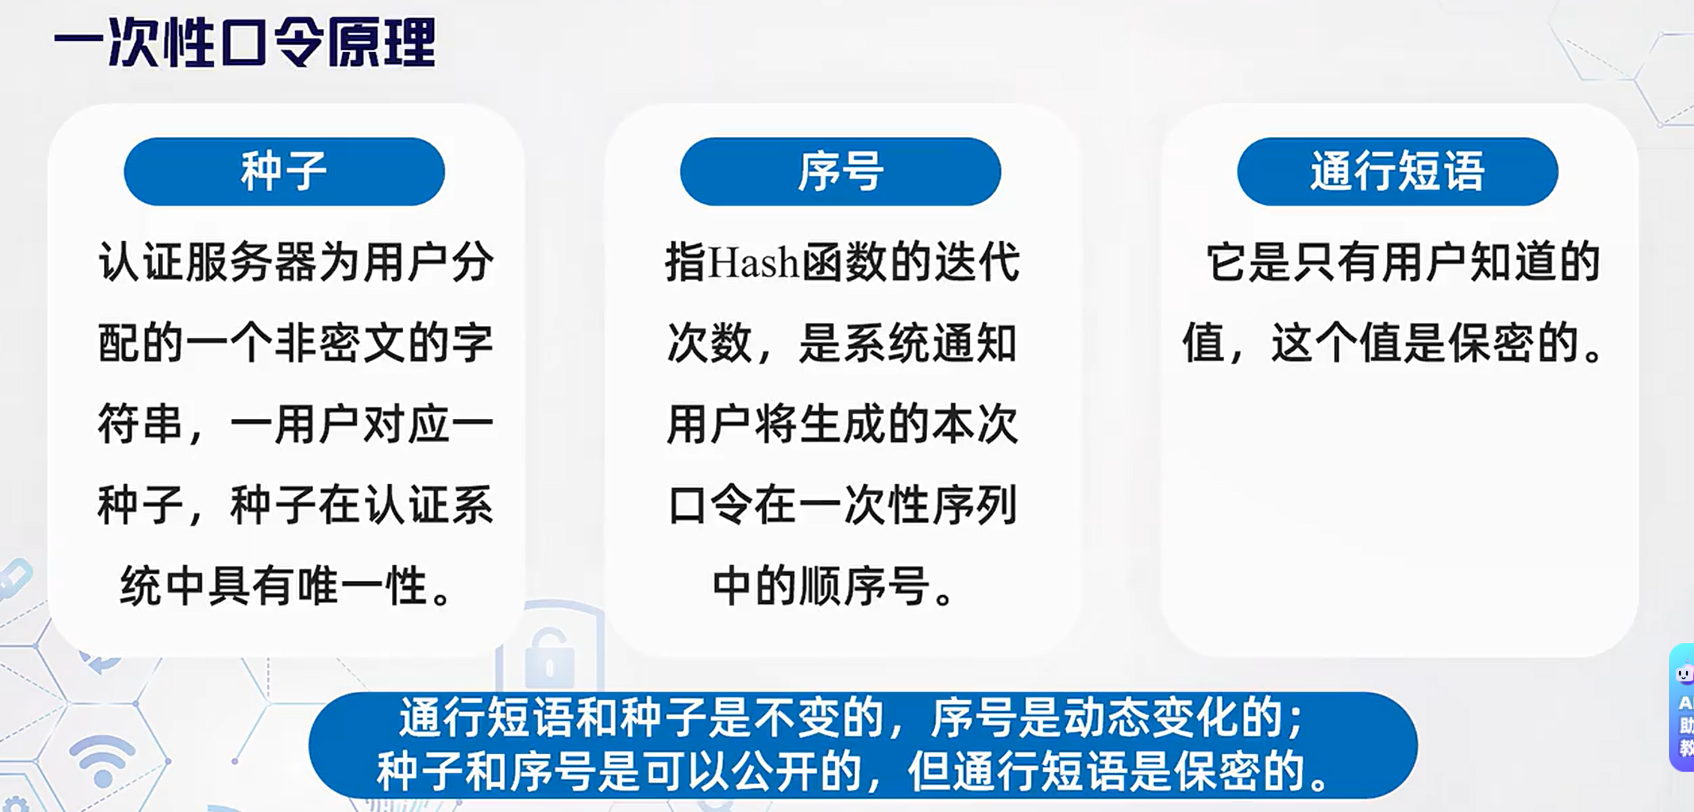 一次性口令原理
种子
认证服务器为用户分
配的一个非密文的字
符串，一用户对应一
种子，种子在认证系
统中具有唯一性。
序号
指Hash函数的迭代
次数，是系统通知
用户将生成的本次
口令在一次性序列
中的顺序号。
通行短语
它是只有用户知道的
值，这个值是保密的。
通行短语和种子是不变的，序号是动态变化的；
种子和序号是可以公开的，但通行短语是保密的。
助
教